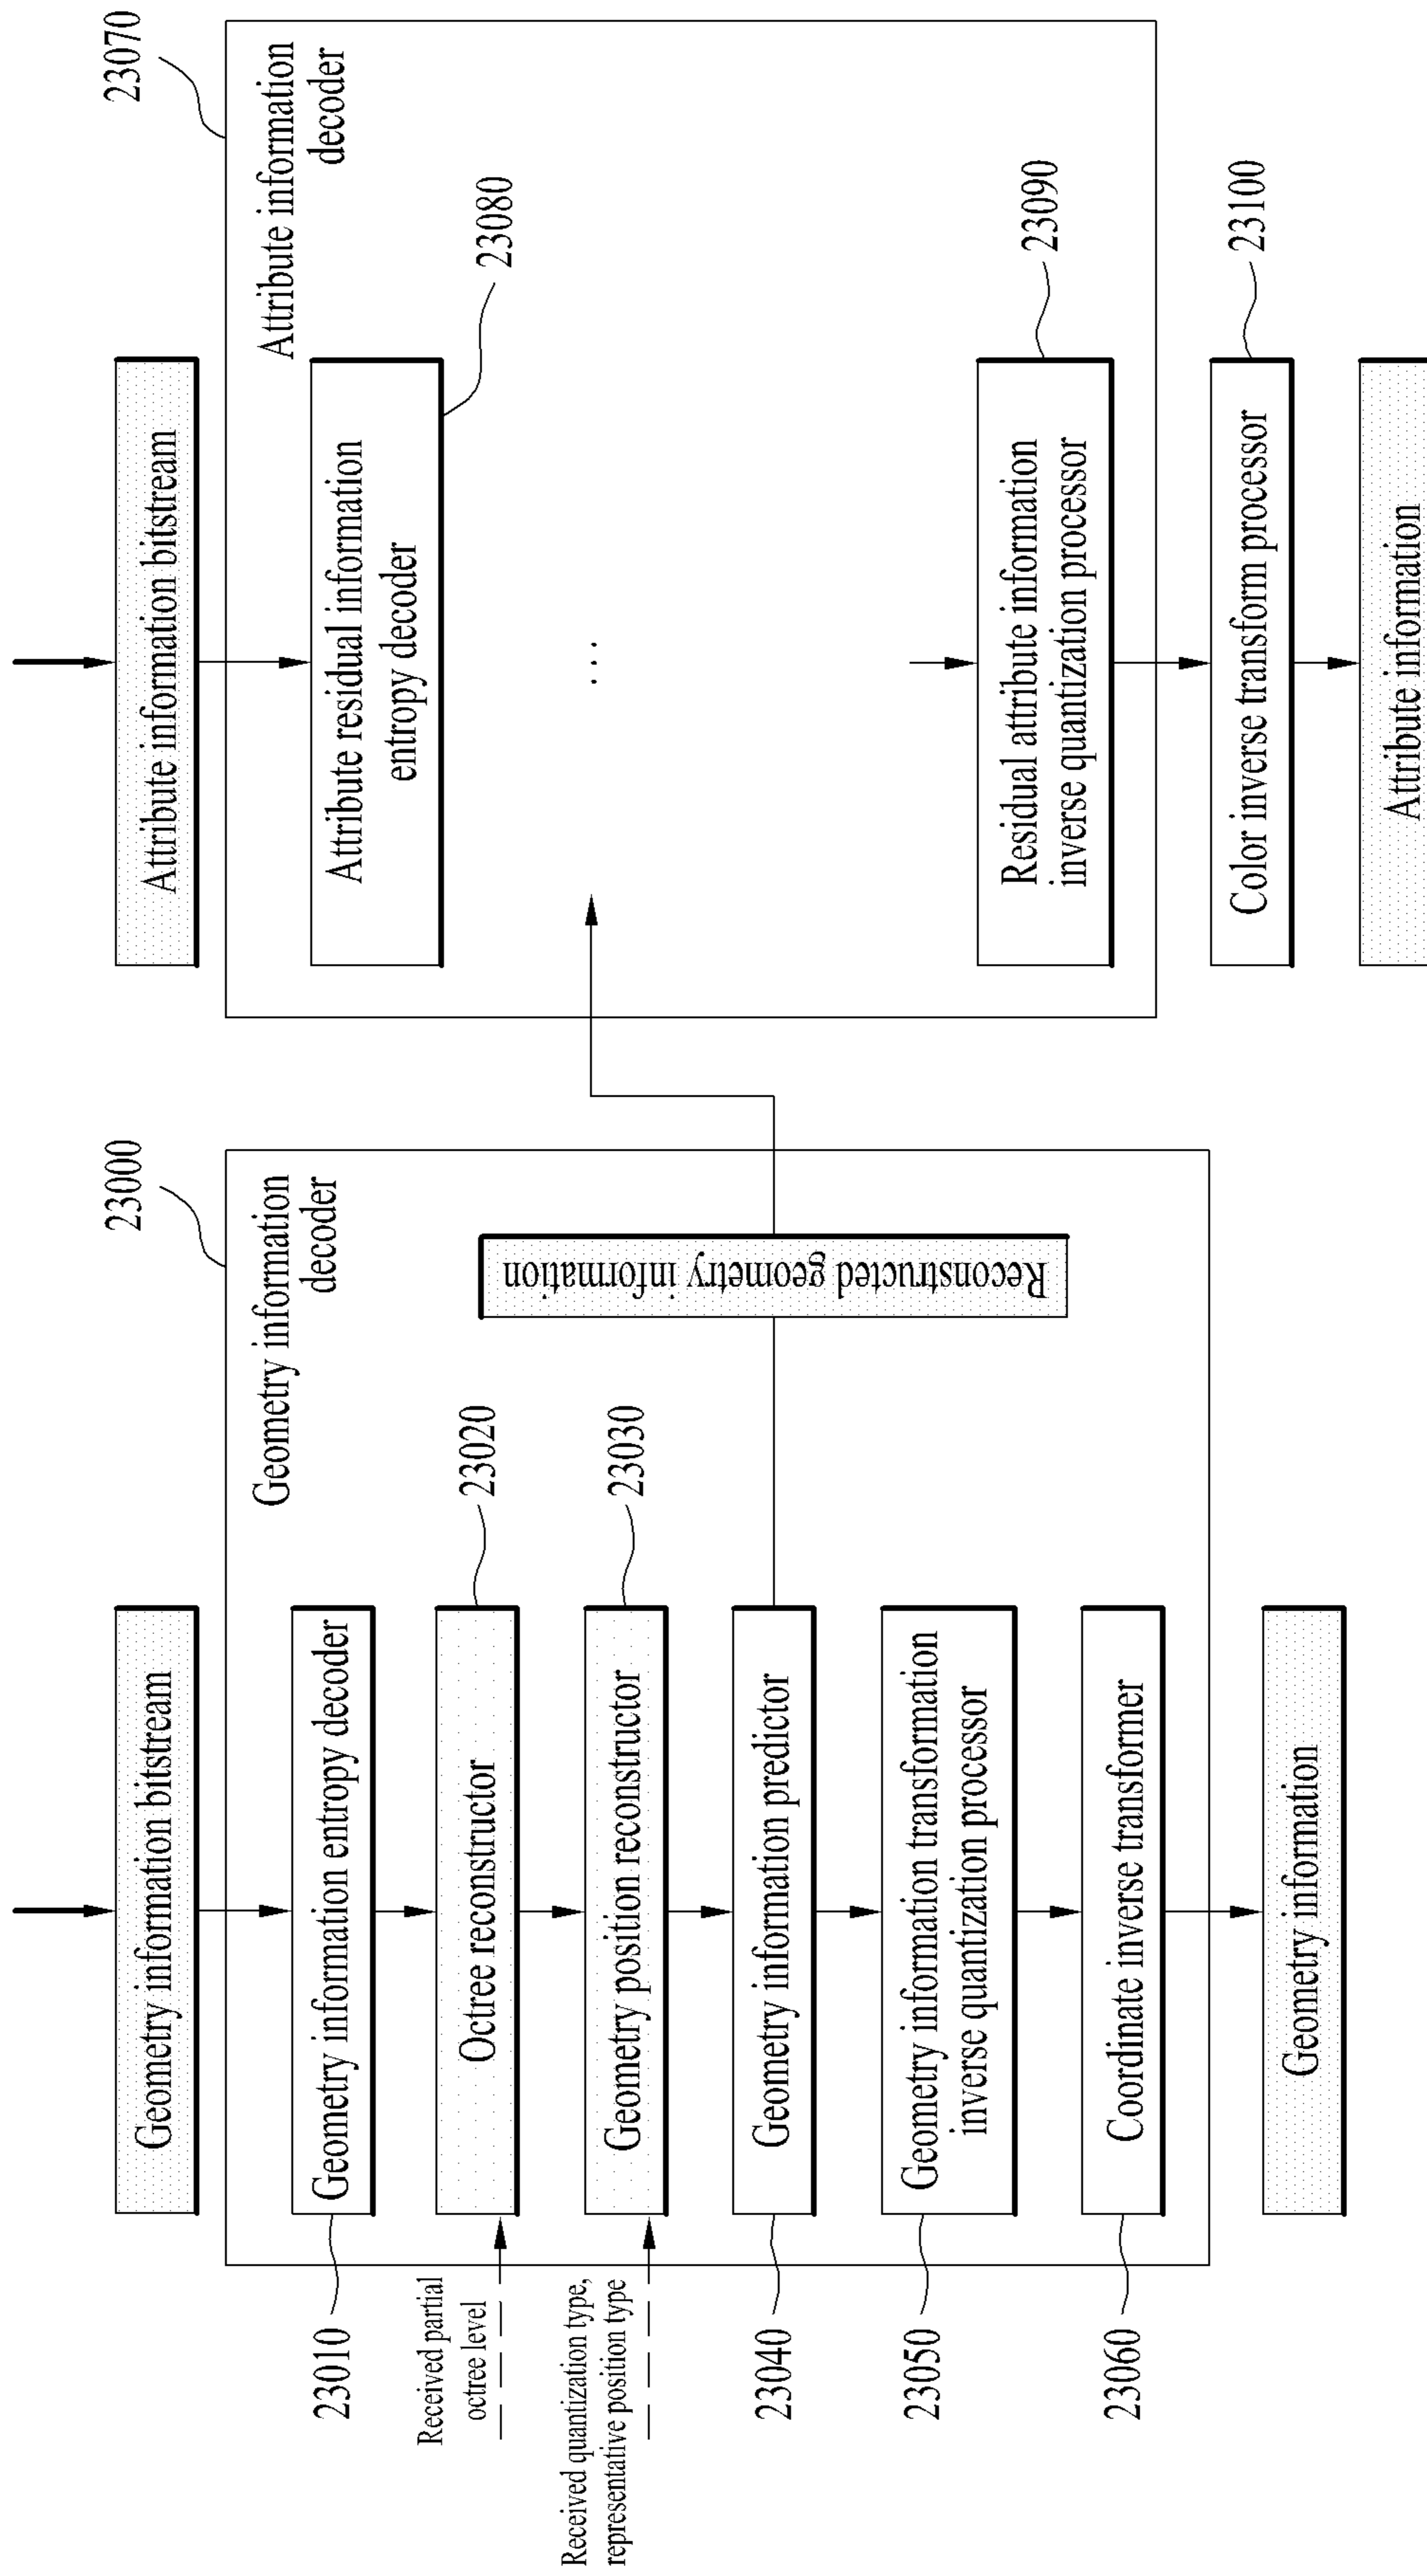 Geometry information bitstream
23000
Geometry information
decoder
23010
Geometry information entropy decoder
Received partial
octree level
Octree reconstructor
23020
Received quantization type,
representative position type
Geometry position reconstructor
23030
23040
Geometry information predictor
Reconstructed geometry information
23050
Geometry information transformation
inverse quantization processor
23060
Coordinate inverse transformer
Geometry information
Attribute information bitstream
23070
Attribute information
decoder
Attribute residual information
entropy decoder
23080
...
Residual attribute information
inverse quantization processor
23090
Color inverse transform processor
23100
Attribute information